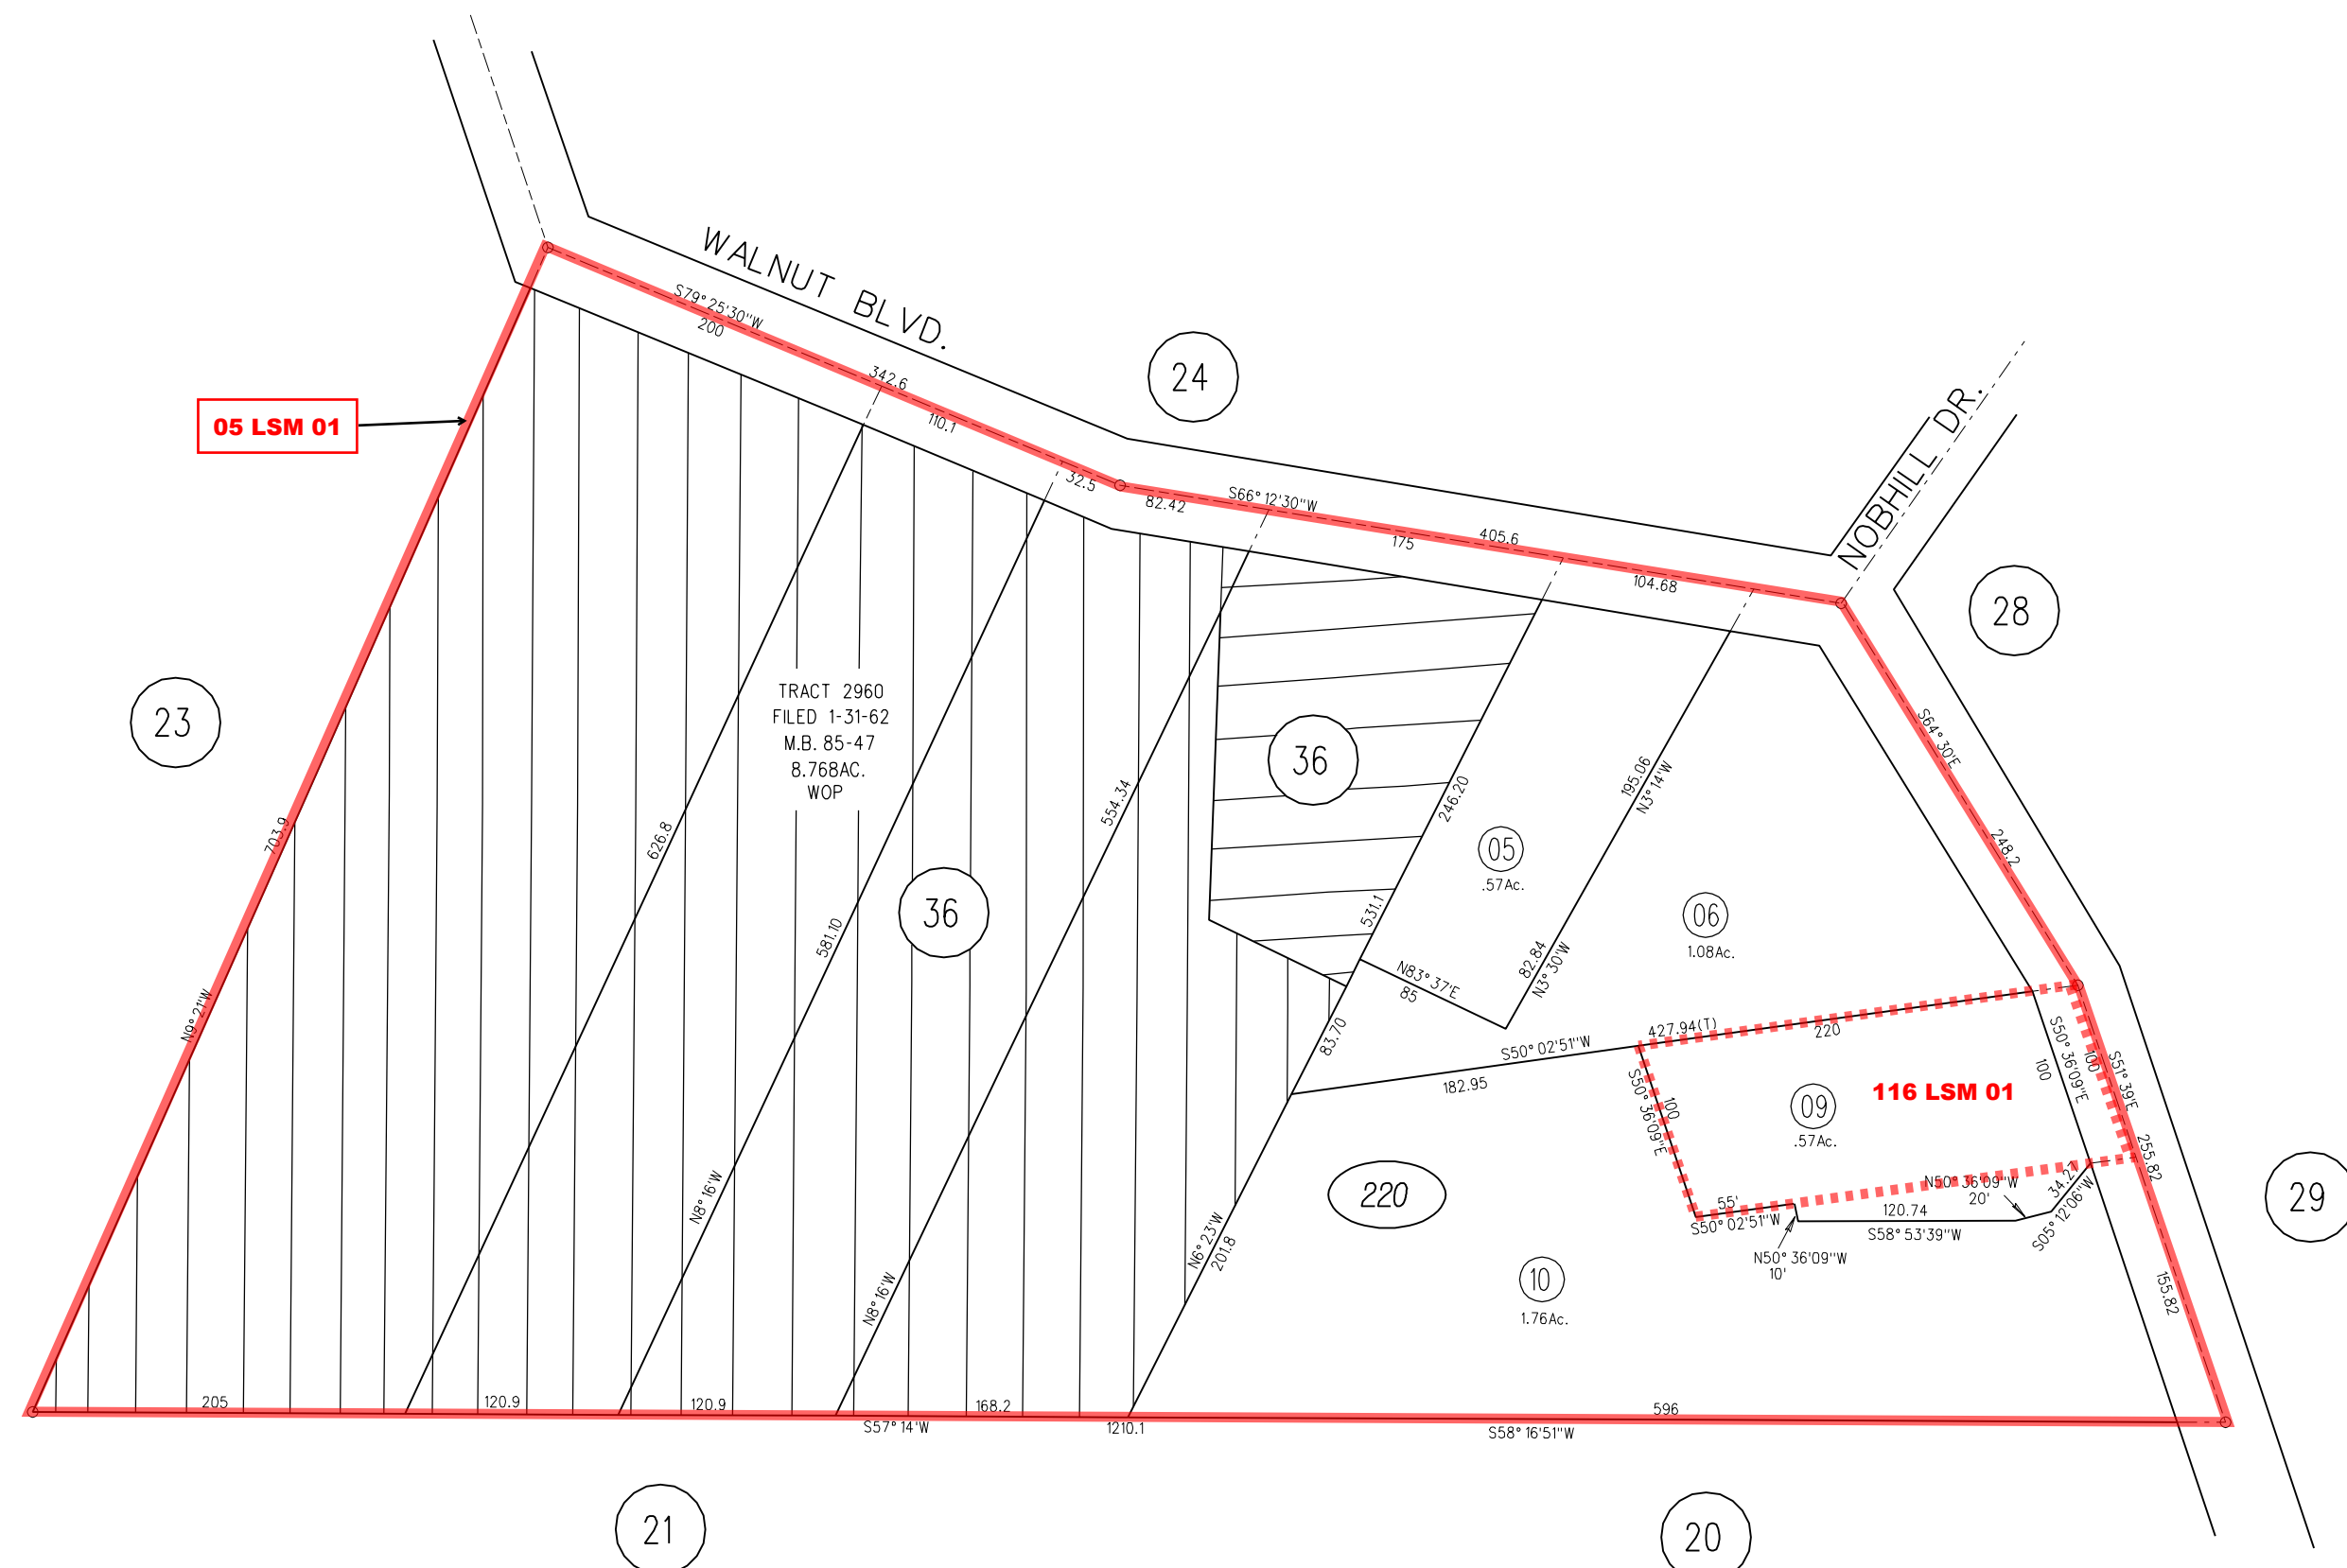 WALNUT BLVD.
S79°25'30"W
200
342.6
110.1
32.5
24
82.42
S66°12'30"W
175
405.6
104.68
NOBHILL DR.
28
05 LSM 01
23
TRACT 2960
FILED 1-31-62
M.B. 85-47
8.768AC.
WOP
36
36
703.9
N9°21'W
626.8
581.10
554.34
N8°16'W
N8°16'W
246.20
531.1
83.70
N6°23'W
201.8
05
.57Ac.
195.06
N3°14'W
82.84
N3°30'W
N83°37'E
85
06
1.08Ac.
S64°30'E
248.2
427.94(T)
220
S50°02'51"W
182.95
S50°36'09"E
100
09
.57Ac.
116 LSM 01
S50°36'09"E
100
100
S51°39'E
255.82
155.82
220
55'
S50°02'51"W
N50°36'09"W
10'
120.74
S58°53'39"W
N50°36'09"W
20'
34.27
S05°12'06"W
10
1.76Ac.
29
205
120.9
120.9
168.2
596
S57°14'W
1210.1
S58°16'51"W
21
20